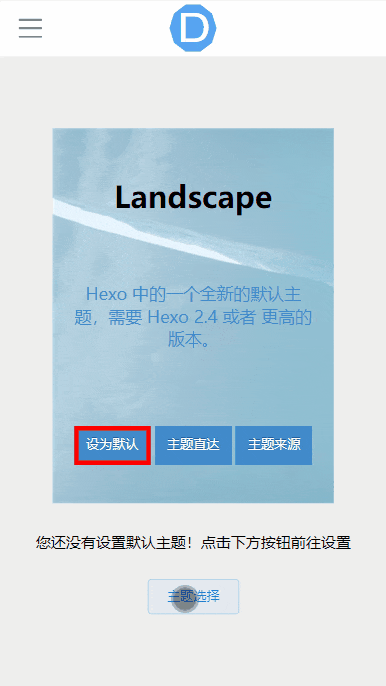 D
Landscape
Hexo 中的一个全新的默认主
题，需要 Hexo 2.4 或者 更高的
版本。
设为默认 主题直达 主题来源
您还没有设置默认主题！点击下方按钮前往设置
主题选择